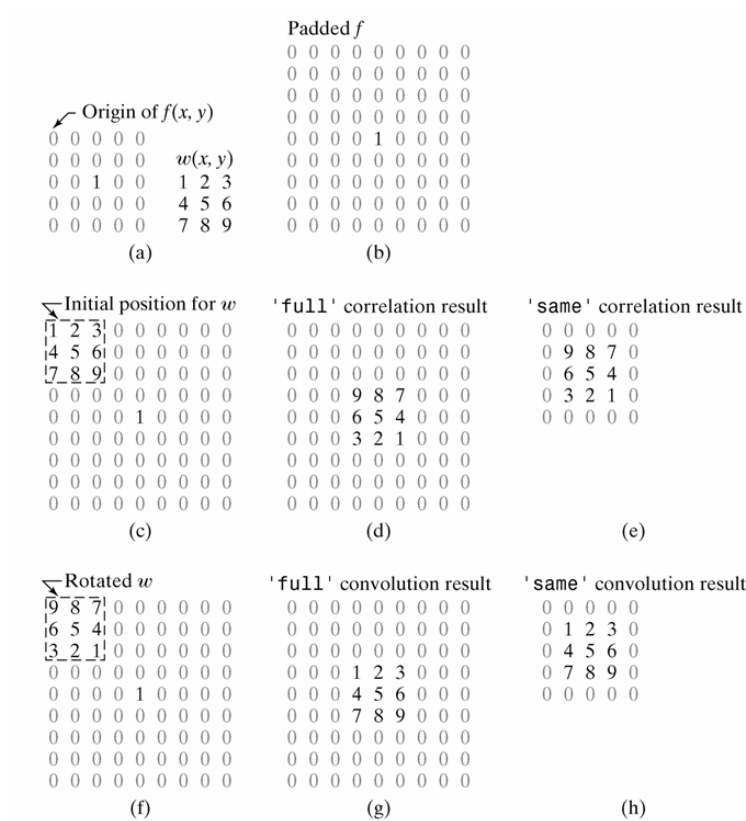 Origin of f(x, y)
0 0 0 0 0
0 0 0 0 0
0 0 1 0 0
0 0 0 0 0
0 0 0 0 0
w(x, y)
1 2 3
4 5 6
7 8 9
(a)
Padded f
0 0 0 0 0 0 0 0 0
0 0 0 0 0 0 0 0 0
0 0 0 0 0 0 0 0 0
0 0 0 0 0 0 0 0 0
0 0 0 0 1 0 0 0 0
0 0 0 0 0 0 0 0 0
0 0 0 0 0 0 0 0 0
0 0 0 0 0 0 0 0 0
0 0 0 0 0 0 0 0 0
(b)
Initial position for w
1 2 3 0 0 0 0 0 0
4 5 6 0 0 0 0 0 0
7 8 9 0 0 0 0 0 0
0 0 0 0 0 0 0 0 0
0 0 0 0 1 0 0 0 0
0 0 0 0 0 0 0 0 0
0 0 0 0 0 0 0 0 0
0 0 0 0 0 0 0 0 0
0 0 0 0 0 0 0 0 0
(c)
'full' correlation result
0 0 0 0 0 0 0 0 0
0 0 0 0 0 0 0 0 0
0 0 0 0 0 0 0 0 0
0 0 0 9 8 7 0 0 0
0 0 0 6 5 4 0 0 0
0 0 0 3 2 1 0 0 0
0 0 0 0 0 0 0 0 0
0 0 0 0 0 0 0 0 0
0 0 0 0 0 0 0 0 0
(d)
'same' correlation result
0 0 0 0 0
0 9 8 7 0
0 6 5 4 0
0 3 2 1 0
0 0 0 0 0
(e)
Rotated w
9 8 7 0 0 0 0 0 0
6 5 4 0 0 0 0 0 0
3 2 1 0 0 0 0 0 0
0 0 0 0 0 0 0 0 0
0 0 0 0 1 0 0 0 0
0 0 0 0 0 0 0 0 0
0 0 0 0 0 0 0 0 0
0 0 0 0 0 0 0 0 0
0 0 0 0 0 0 0 0 0
(f)
'full' convolution result
0 0 0 0 0 0 0 0 0
0 0 0 0 0 0 0 0 0
0 0 0 0 0 0 0 0 0
0 0 0 1 2 3 0 0 0
0 0 0 4 5 6 0 0 0
0 0 0 7 8 9 0 0 0
0 0 0 0 0 0 0 0 0
0 0 0 0 0 0 0 0 0
0 0 0 0 0 0 0 0 0
(g)
'same' convolution result
0 0 0 0 0
0 1 2 3 0
0 4 5 6 0
0 7 8 9 0
0 0 0 0 0
(h)